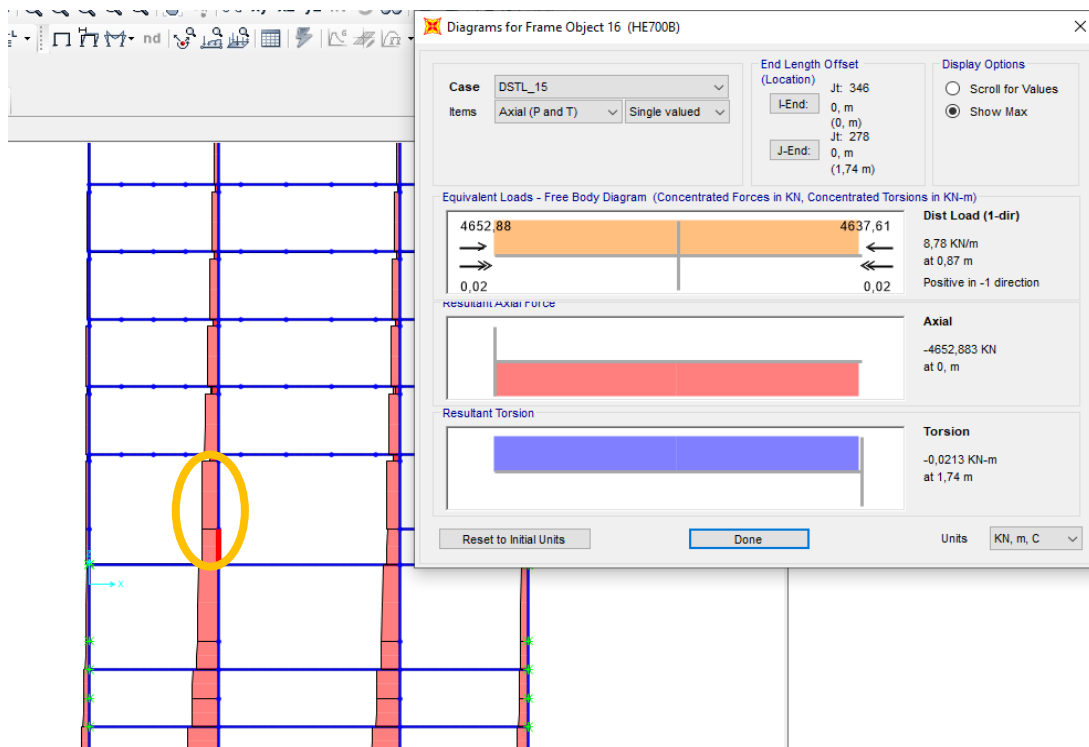 nd
Diagrams for Frame Object 16 (HE700B)
Case
DSTL_15
Items
Axial (P and T)
Single valued
End Length Offset
(Location)
I-End:
Jt: 346
0, m
(0, m)
J-End:
Jt: 278
0, m
(1,74 m)
Display Options
Scroll for Values
Show Max
Equivalent Loads - Free Body Diagram (Concentrated Forces in KN, Concentrated Torsions in KN-m)
4652,88
4637,61
0,02
0,02
Dist Load (1-dir)
8,78 KN/m
at 0,87 m
Positive in -1 direction
Resultant Axial Force
Axial
-4652,883 KN
at 0, m
Resultant Torsion
Torsion
-0,0213 KN-m
at 1,74 m
Reset to Initial Units
Done
Units
KN, m, C
X